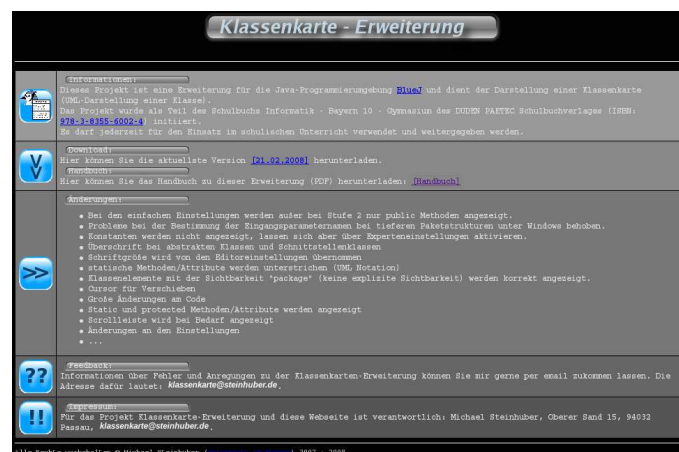 Klassenkarte - Erweiterung
Informationen:
Dieses Projekt ist eine Erweiterung für die Java-Programmierumgebung BlueJ und dient der Darstellung einer Klassenkarte
(UML-Darstellung einer Klasse).
Das Projekt wurde als Teil des Schulbuchs Informatik - Bayern 10 - Gymnasium des DUDEN PAETEC Schulbuchverlages (ISBN:
978-3-8355-6002-4) initiiert.
Es darf jederzeit für den Einsatz im schulischen Unterricht verwendet und weitergegeben werden.
Download:
Hier können Sie die aktuellste Version [21.02.2008] herunterladen.
Handbuch:
Hier können Sie das Handbuch zu dieser Erweiterung (PDF) herunterladen: [Handbuch]
Änderungen:
Bei den einfachen Einstellungen werden außer bei Stufe 2 nur public Methoden angezeigt.
Probleme bei der Bestimmung der Eingangsparameternamen bei tieferen Paketstrukturen unter Windows behoben.
Konstanten werden nicht angezeigt, lassen sich aber über Experteneinstellungen aktivieren.
Überschrift bei abstrakten Klassen und Schnittstellenklassen
Schriftgröße wird von den Editoreinstellungen übernommen
statische Methoden/Attribute werden unterstrichen (UML Notation)
Klassenelemente mit der Sichtbarkeit "package" (keine explizite Sichtbarkeit) werden korrekt angezeigt.
Cursor für Verschieben
Große Änderungen am Code
Static und protected Methoden/Attribute werden angezeigt
Scrollleiste wird bei Bedarf angezeigt
Änderungen an den Einstellungen
...
>>
??
Feedback:
Informationen über Fehler und Anregungen zu der Klassenkarten-Erweiterung können Sie mir gerne per email zukommen lassen. Die
Adresse dafür lautet: klassenkarte@steinhuber.de.
!!
Impressum:
Für das Projekt Klassenkarte-Erweiterung und diese Webseite ist verantwortlich: Michael Steinhuber, Oberer Sand 15, 94032
Passau, klassenkarte@steinhuber.de.